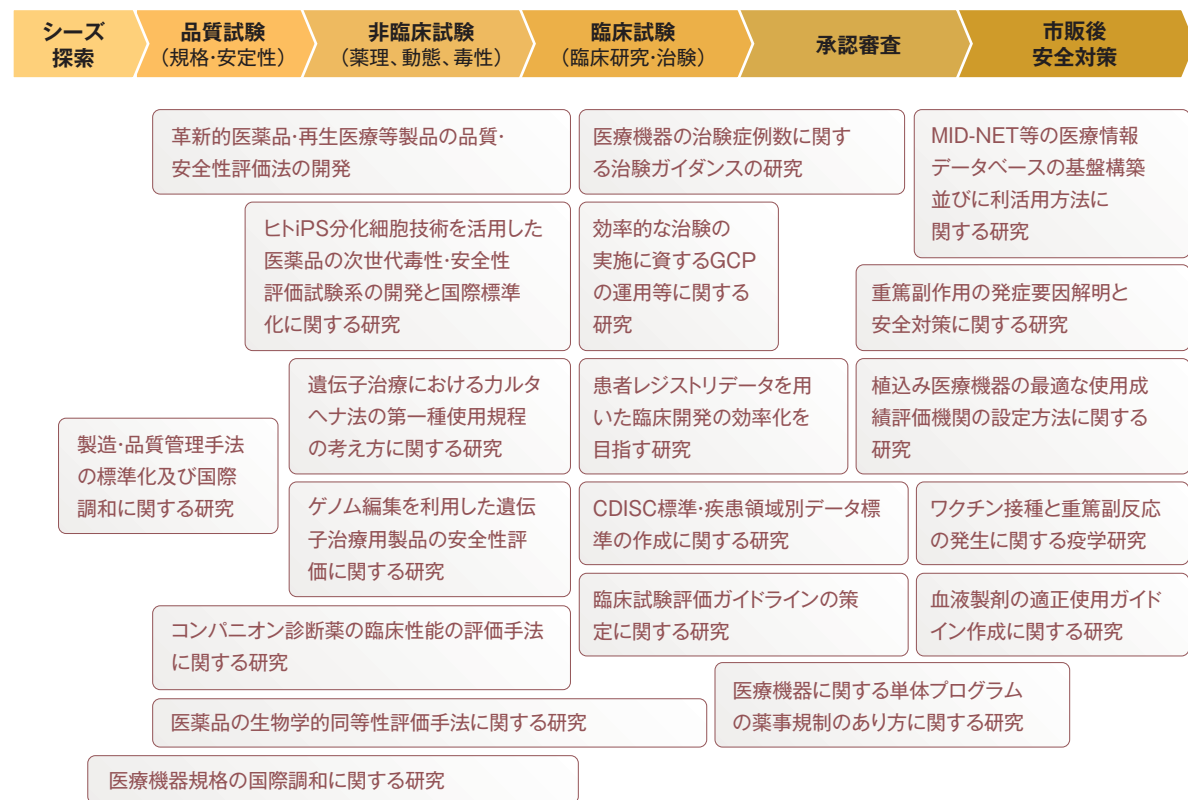 シーズ
探索
品質試験
（規格・安定性）
非臨床試験
（薬理、動態、毒性）
臨床試験
（臨床研究・治験）
承認審査
市販後
安全対策
革新的医薬品・再生医療等製品の品質・
安全性評価法の開発
医療機器の治験症例数に関す
る治験ガイダンスの研究
MID-NET等の医療情報
データベースの基盤構築
並びに利活用方法に
関する研究
ヒトiPS分化細胞技術を活用した
医薬品の次世代毒性・安全性
評価試験系の開発と国際標準
化に関する研究
効率的な治験の
実施に資するGCP
の運用等に関する
研究
重篤副作用の発症要因解明と
安全対策に関する研究
遺伝子治療におけるカルタ
ヘナ法の第一種使用規程
の考え方に関する研究
患者レジストリデータを用
いた臨床開発の効率化を
目指す研究
植込み医療機器の最適な使用成
績評価機関の設定方法に関する
研究
製造・品質管理手法
の標準化及び国際
調和に関する研究
ゲノム編集を利用した遺伝
子治療用製品の安全性評
価に関する研究
CDISC標準・疾患領域別データ標
準の作成に関する研究
ワクチン接種と重篤副反応
の発生に関する疫学研究
臨床試験評価ガイドラインの策
定に関する研究
血液製剤の適正使用ガイド
イン作成に関する研究
コンパニオン診断薬の臨床性能の評価手法
に関する研究
医療機器に関する単体プログラム
の薬事規制のあり方に関する研究
医薬品の生物学的同等性評価手法に関する研究
医療機器規格の国際調和に関する研究